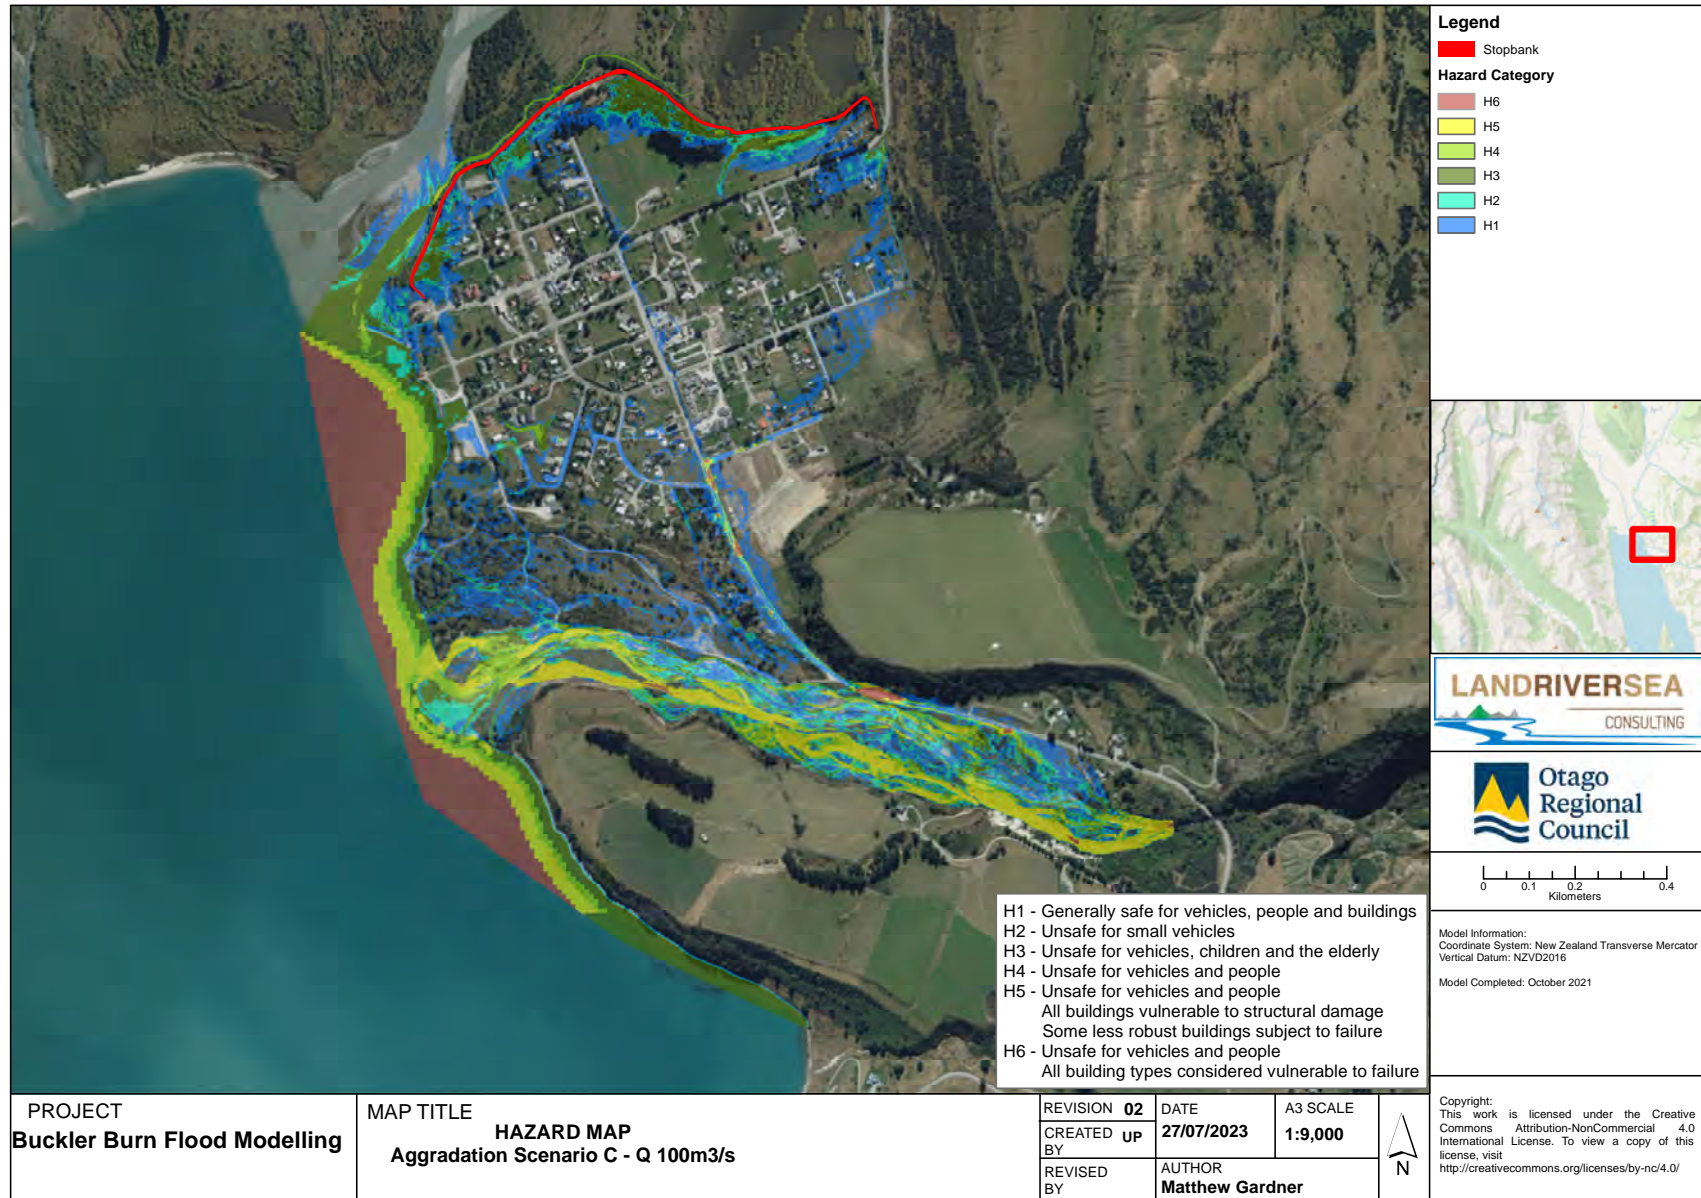 Legend
Stopbank
Hazard Category
H6
H5
H4
H3
H2
H1
LANDRIVERSEA
CONSULTING
Otago
Regional
Council
0 0.1 0.2 0.4
Kilometers
Model Information:
Coordinate System: New Zealand Transverse Mercator
Vertical Datum: NZVD2016
Model Completed: October 2021
H1 - Generally safe for vehicles, people and buildings
H2 - Unsafe for small vehicles
H3 - Unsafe for vehicles, children and the elderly
H4 - Unsafe for vehicles and people
H5 - Unsafe for vehicles and people
All buildings vulnerable to structural damage
Some less robust buildings subject to failure
H6 - Unsafe for vehicles and people
All building types considered vulnerable to failure
PROJECT
Buckler Burn Flood Modelling
MAP TITLE
HAZARD MAP
Aggradation Scenario C - Q 100m3/s
REVISION 02
CREATED BY UP
REVISED BY
DATE
27/07/2023
A3 SCALE
1:9,000
AUTHOR
Matthew Gardner
N
Copyright:
This work is licensed under the Creative
Commons Attribution-NonCommercial 4.0
International License. To view a copy of this
license, visit
http://creativecommons.org/licenses/by-nc/4.0/